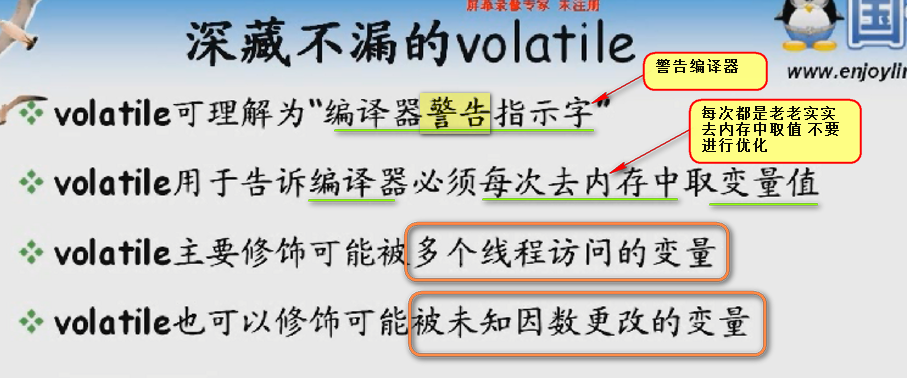 屏幕录像专家 未注册
深藏不漏的volatile
国
警告编译器
www.enjoylin
volatile可理解为“编译器警告指示字”
每次都是老老实实
去内存中取值 不要
进行优化
volatile用于告诉编译器必须每次去内存中取变量值
volatile主要修饰可能被多个线程访问的变量
volatile也可以修饰可能被未知因数更改的变量